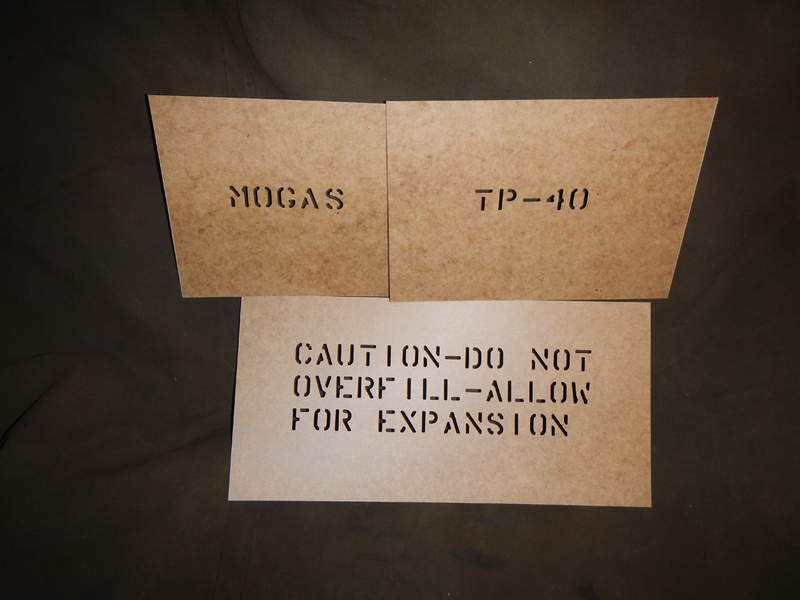 MOGAS
TP-40
CAUTION-DO NOT
OVERFILL-ALLOW
FOR EXPANSION